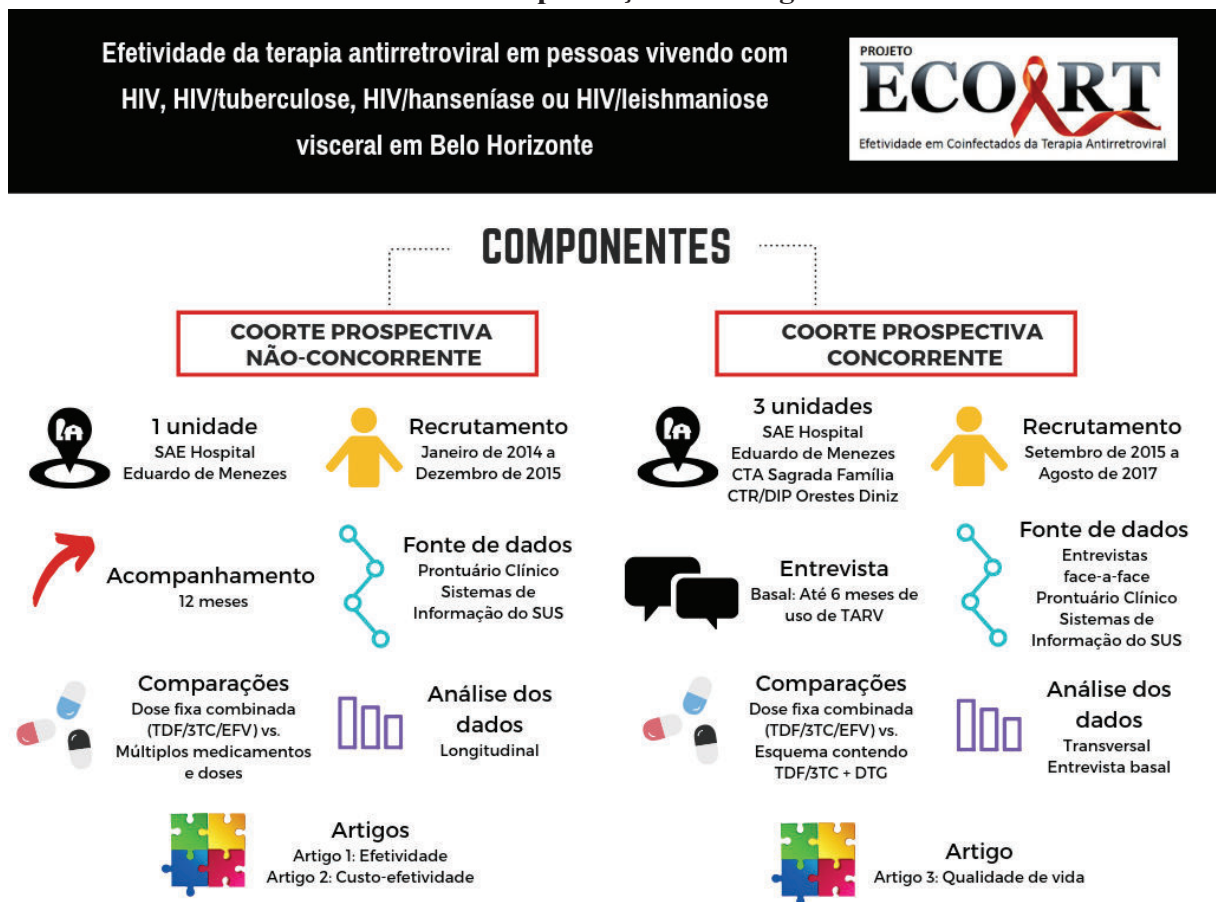 Efetividade da terapia antirretroviral em pessoas vivendo com
HIV, HIV/tuberculose, HIV/hanseníase ou HIV/leishmaniose
visceral em Belo Horizonte
PROJETO
ECOART
Efetividade em Coinfectados da Terapia Antirretroviral
COMPONENTES
COORTE PROSPECTIVA
NÃO-CONCORRENTE
1 unidade
SAE Hospital
Eduardo de Menezes
Recrutamento
Janeiro de 2014 a
Dezembro de 2015
Acompanhamento
12 meses
Fonte de dados
Prontuário Clínico
Sistemas de
Informação do SUS
Comparações
Dose fixa combinada
(TDF/3TC/EFV) vs.
Múltiplos medicamentos
e doses
Análise dos
dados
Longitudinal
Artigos
Artigo 1: Efetividade
Artigo 2: Custo-efetividade
COORTE PROSPECTIVA
CONCORRENTE
3 unidades
SAE Hospital
Eduardo de Menezes
CTA Sagrada Família
CTR/DIP Orestes Diniz
Recrutamento
Setembro de 2015 a
Agosto de 2017
Entrevista
Basal: Até 6 meses de
uso de TARV
Fonte de dados
Entrevistas
face-a-face
Prontuário Clínico
Sistemas de
Informação do SUS
Comparações
Dose fixa combinada
(TDF/3TC/EFV) vs.
Esquema contendo
TDF/3TC + DTG
Análise dos
dados
Transversal
Entrevista basal
Artigo
Artigo 3: Qualidade de vida